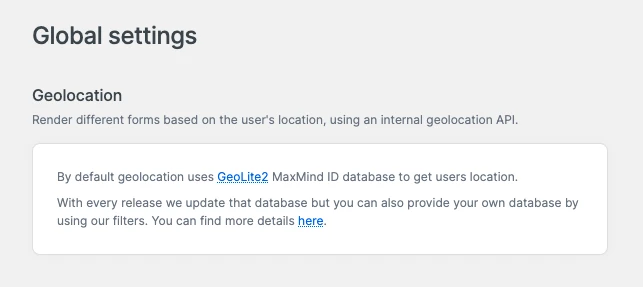 Global settings
Geolocation
Render different forms based on the user's location, using an internal geolocation API.
By default geolocation uses GeoLite2 MaxMind ID database to get users location.
With every release we update that database but you can also provide your own database by
using our filters. You can find more details here.